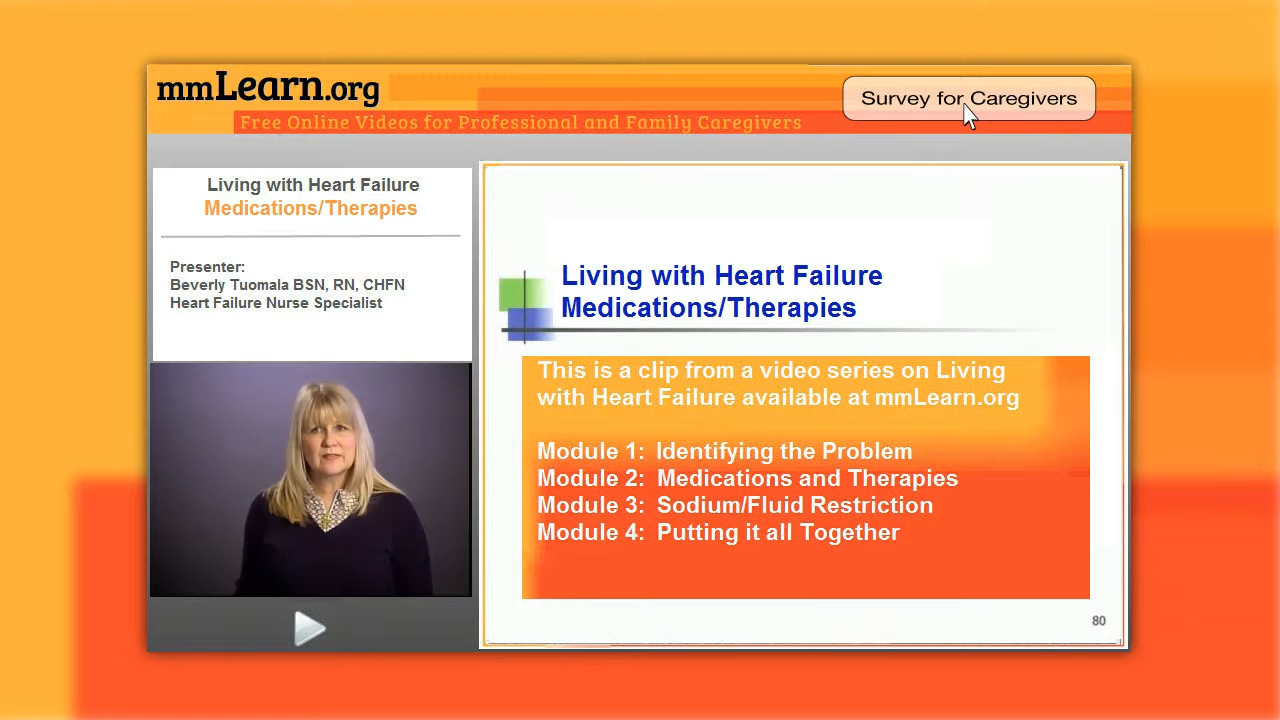 mmLearn.org
Free Online Videos for Professional and Family Caregivers
Survey for Caregivers
Living with Heart Failure
Medications/Therapies
Presenter:
Beverly Tuomala BSN, RN, CHFN
Heart Failure Nurse Specialist
Living with Heart Failure
Medications/Therapies
This is a clip from a video series on Living
with Heart Failure available at mmLearn.org
Module 1: Identifying the Problem
Module 2: Medications and Therapies
Module 3: Sodium/Fluid Restriction
Module 4: Putting it all Together
80